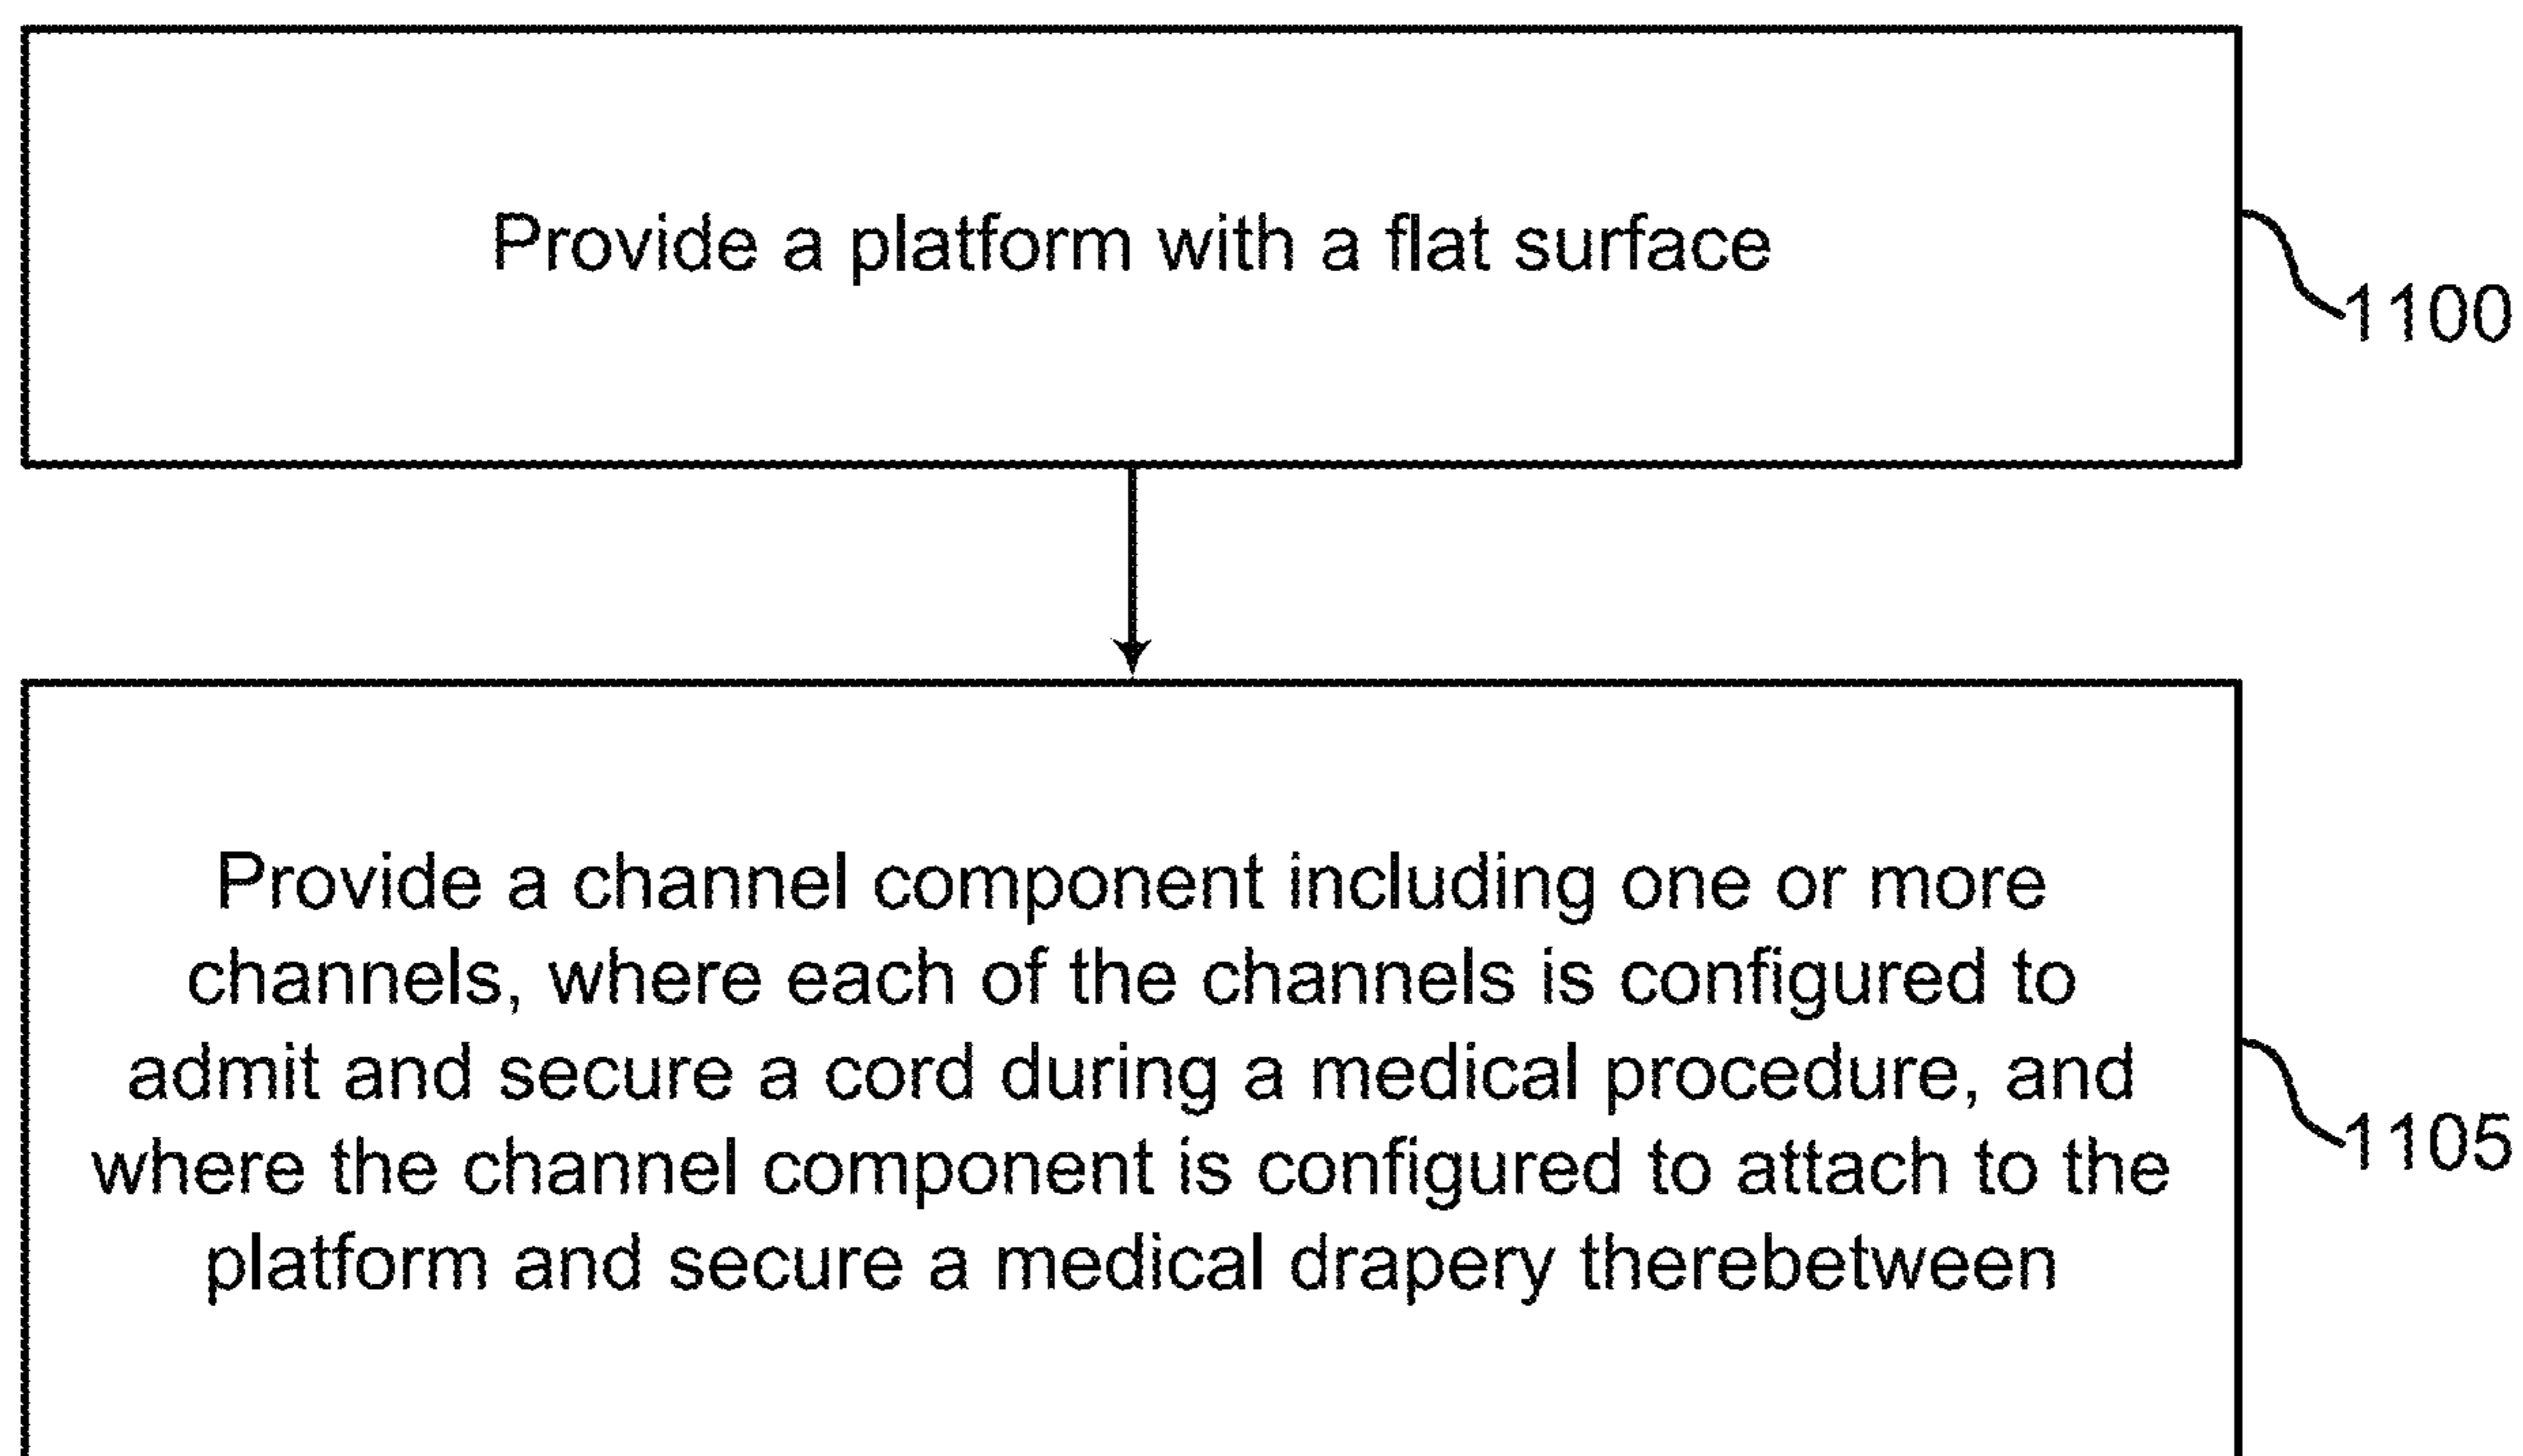 Provide a platform with a flat surface
1100
Provide a channel component including one or more
channels, where each of the channels is configured to
admit and secure a cord during a medical procedure, and
where the channel component is configured to attach to the
platform and secure a medical drapery therebetween
1105